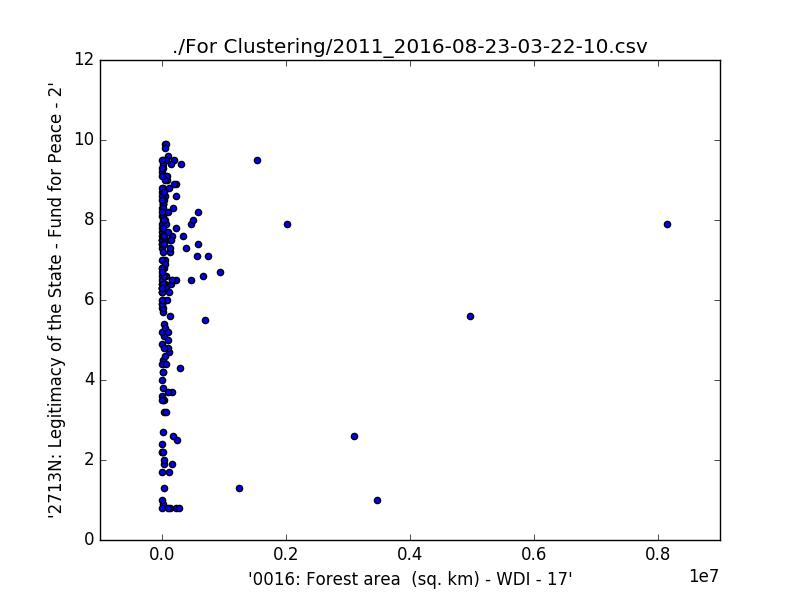 ./For Clustering/2011_2016-08-23-03-22-10.csv
12
10
8
6
4
2
0
'2713N: Legitimacy of the State - Fund for Peace - 2'
0.0 0.2 0.4 0.6 0.8
1e7
'0016: Forest area  (sq. km) - WDI - 17'